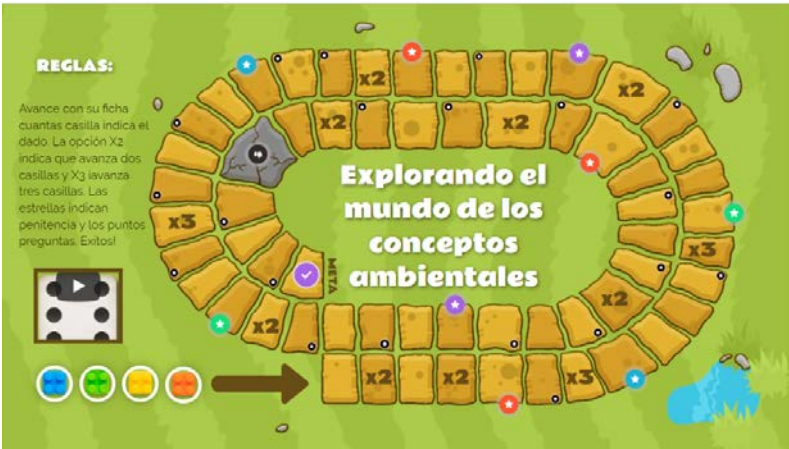 REGLAS:
Avance con su ficha
cuantas casilla indica el
dado. La opción X2
indica que avanza dos
casillas y X3 iavanza
tres casillas. Las
estrellas indican
penitencia y los puntos
preguntas. Exitos!
x2
x2
x2
x2
Explorando el
mundo de los
conceptos
ambientales
x3
META
x3
x2
x2
x2
x2
x3